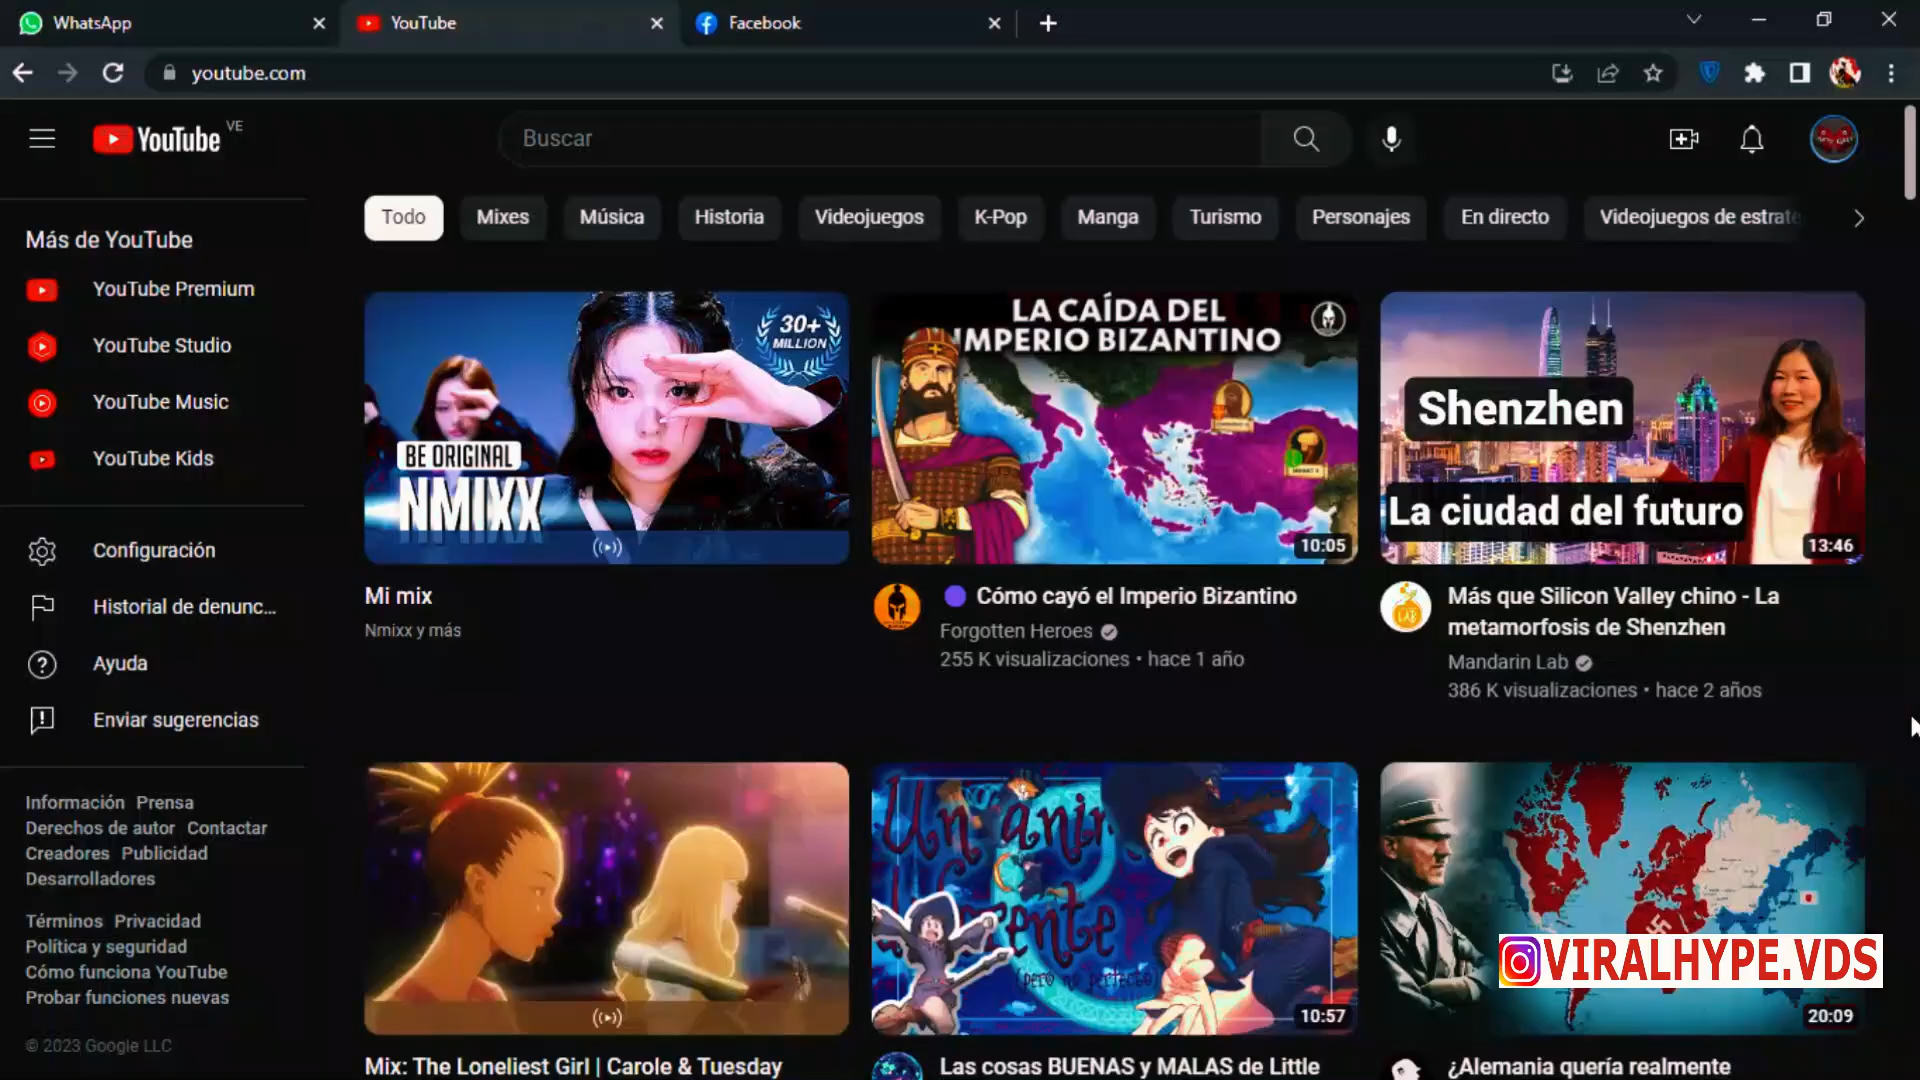 WhatsApp
YouTube
Facebook
youtube.com
YouTube VE
Buscar
Todo
Mixes
Música
Historia
Videojuegos
K-Pop
Manga
Turismo
Personajes
En directo
Videojuegos de estrate
Más de YouTube
YouTube Premium
YouTube Studio
YouTube Music
YouTube Kids
Configuración
Historial de denunc...
Ayuda
Enviar sugerencias
Información Prensa
Derechos de autor Contactar
Creadores Publicidad
Desarrolladores
Términos Privacidad
Política y seguridad
Cómo funciona YouTube
Probar funciones nuevas
© 2023 Google LLC
30+
MILLION
BE ORIGINAL
NMIXX
Mi mix
Nmixx y más
LA CAÍDA DEL
IMPERIO BIZANTINO
10:05
Cómo cayó el Imperio Bizantino
Forgotten Heroes
255 K visualizaciones • hace 1 año
Shenzhen
La ciudad del futuro
13:46
LAB
Más que Silicon Valley chino - La
metamorfosis de Shenzhen
Mandarin Lab
386 K visualizaciones • hace 2 años
Mix: The Loneliest Girl | Carole & Tuesday
Un anim
(pero no perfecto)
10:57
Las cosas BUENAS y MALAS de Little
VIRALHYPE.VDS
20:09
¿Alemania quería realmente